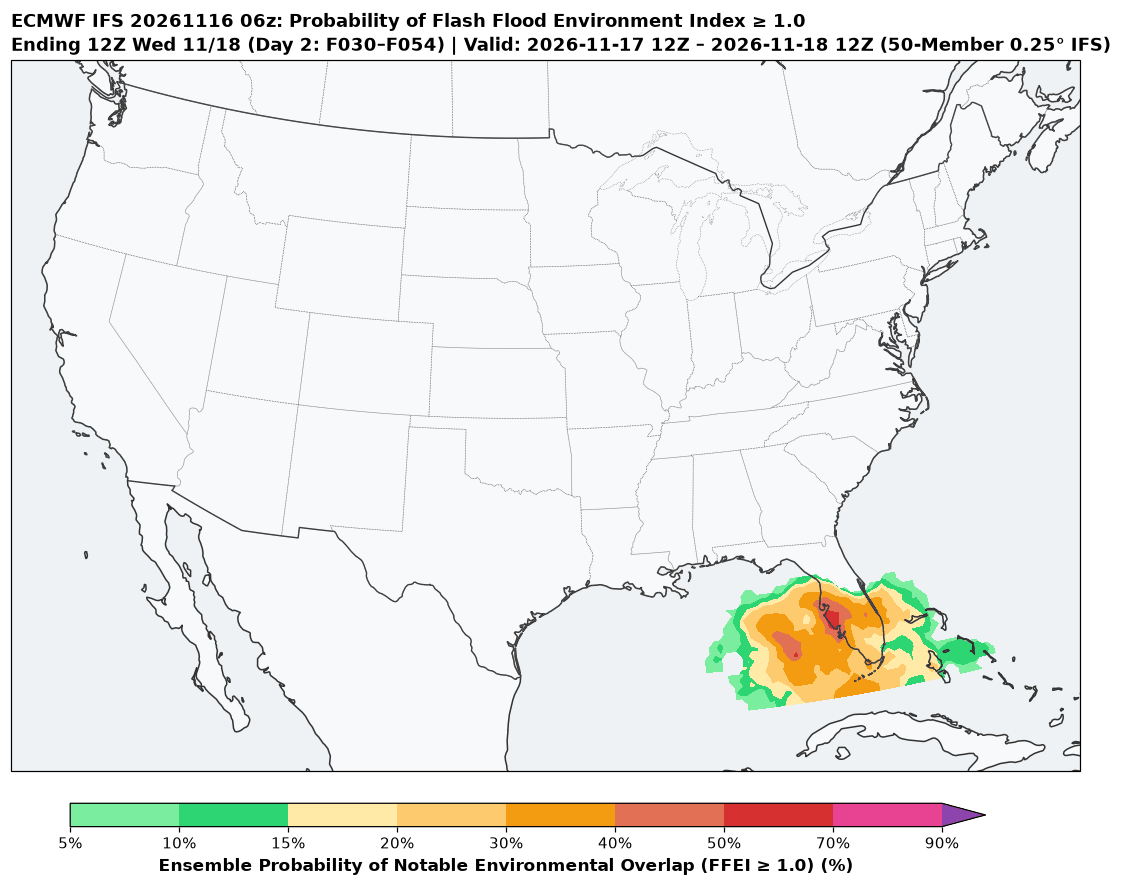 ECMWF IFS 20261116 06z: Probability of Flash Flood Environment Index ≥ 1.0
Ending 12Z Wed 11/18 (Day 2: F030–F054) | Valid: 2026-11-17 12Z – 2026-11-18 12Z (50-Member 0.25° IFS)
5% 10% 15% 20% 30% 40% 50% 70% 90%
Ensemble Probability of Notable Environmental Overlap (FFEI ≥ 1.0) (%)